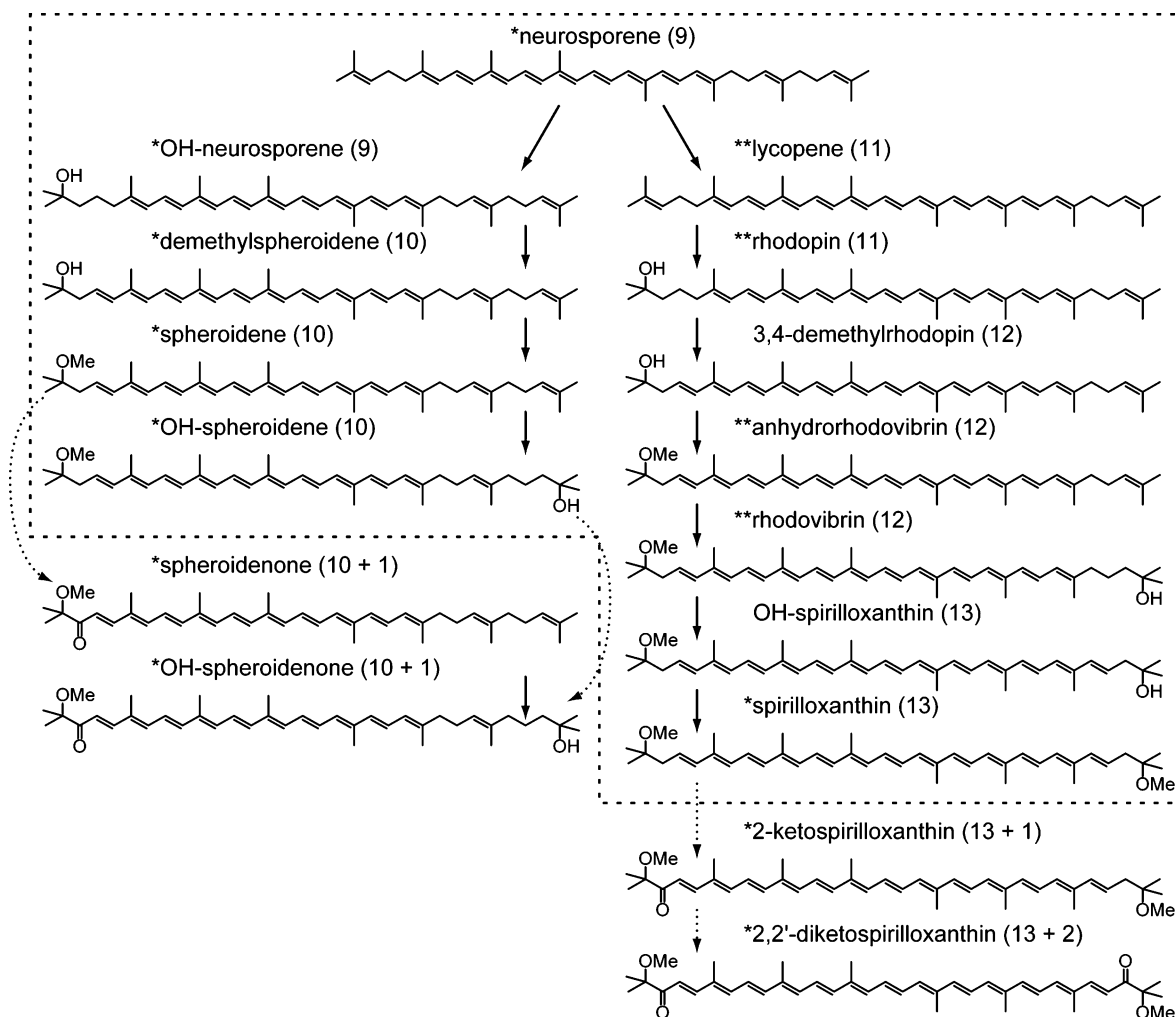 *neurosporene (9)
*OH-neurosporene (9)
OH
*demethylspheroidene (10)
OH
*spheroidene (10)
OMe
*OH-spheroidene (10)
OMe
OH
*spheroidenone (10 + 1)
OMe
O
*OH-spheroidenone (10 + 1)
OMe
O
OH
**lycopene (11)
**rhodopin (11)
OH
3,4-demethylrhodopin (12)
OH
**anhydrorhodovibrin (12)
OMe
**rhodovibrin (12)
OMe
OH
OH-spirilloxanthin (13)
OMe
OH
*spirilloxanthin (13)
OMe
OMe
*2-ketospirilloxanthin (13 + 1)
OMe
O
OMe
*2,2'-diketospirilloxanthin (13 + 2)
OMe
O
O
OMe